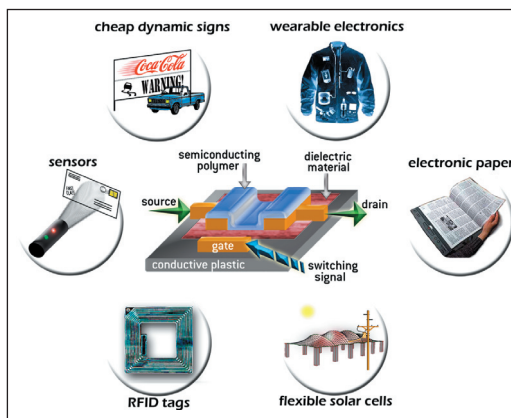 cheap dynamic signs
wearable electronics
Coca-Cola
WARNING!
semiconducting
polymer
dielectric
material
sensors
electronic paper
source
drain
gate
switching
signal
conductive plastic
RFID tags
flexible solar cells